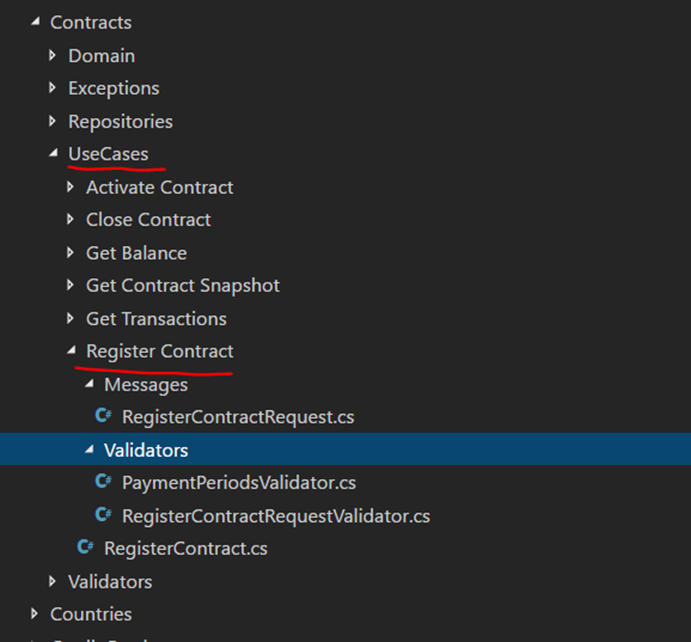 Contracts
Domain
Exceptions
Repositories
UseCases
Activate Contract
Close Contract
Get Balance
Get Contract Snapshot
Get Transactions
Register Contract
Messages
C# RegisterContractRequest.cs
Validators
C# PaymentPeriodsValidator.cs
C# RegisterContractRequestValidator.cs
C# RegisterContract.cs
Validators
Countries